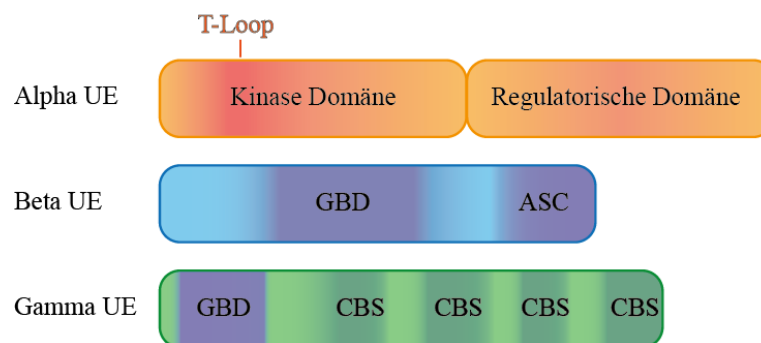 T-Loop
Alpha UE
Kinase Domäne
Regulatorische Domäne
Beta UE
GBD
ASC
Gamma UE
GBD
CBS
CBS
CBS
CBS